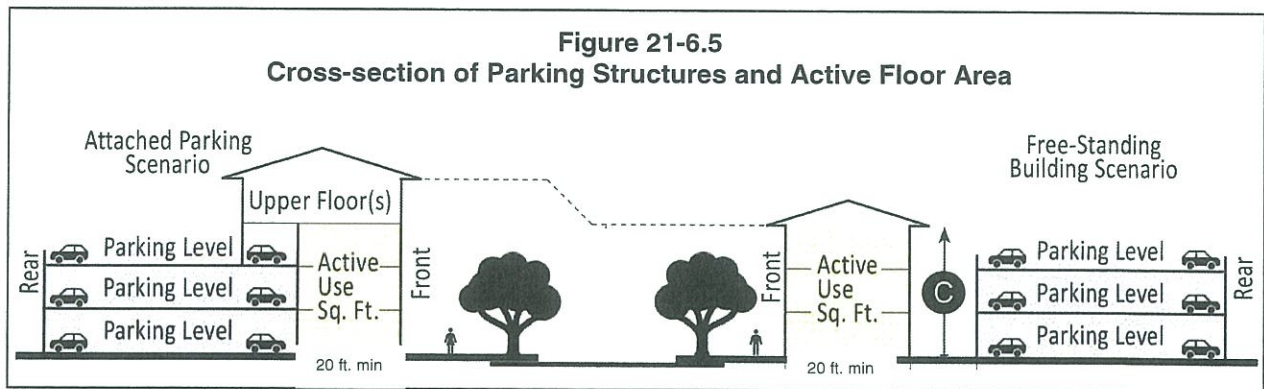 Figure 21-6.5
Cross-section of Parking Structures and Active Floor Area
Attached Parking
Scenario
Upper Floor(s)
Rear
Parking Level
Parking Level
Parking Level
Active
Use
Sq. Ft.
20 ft. min
Front
Front
Active
Use
Sq. Ft.
20 ft. min
C
Free-Standing
Building Scenario
Parking Level
Parking Level
Parking Level
Rear